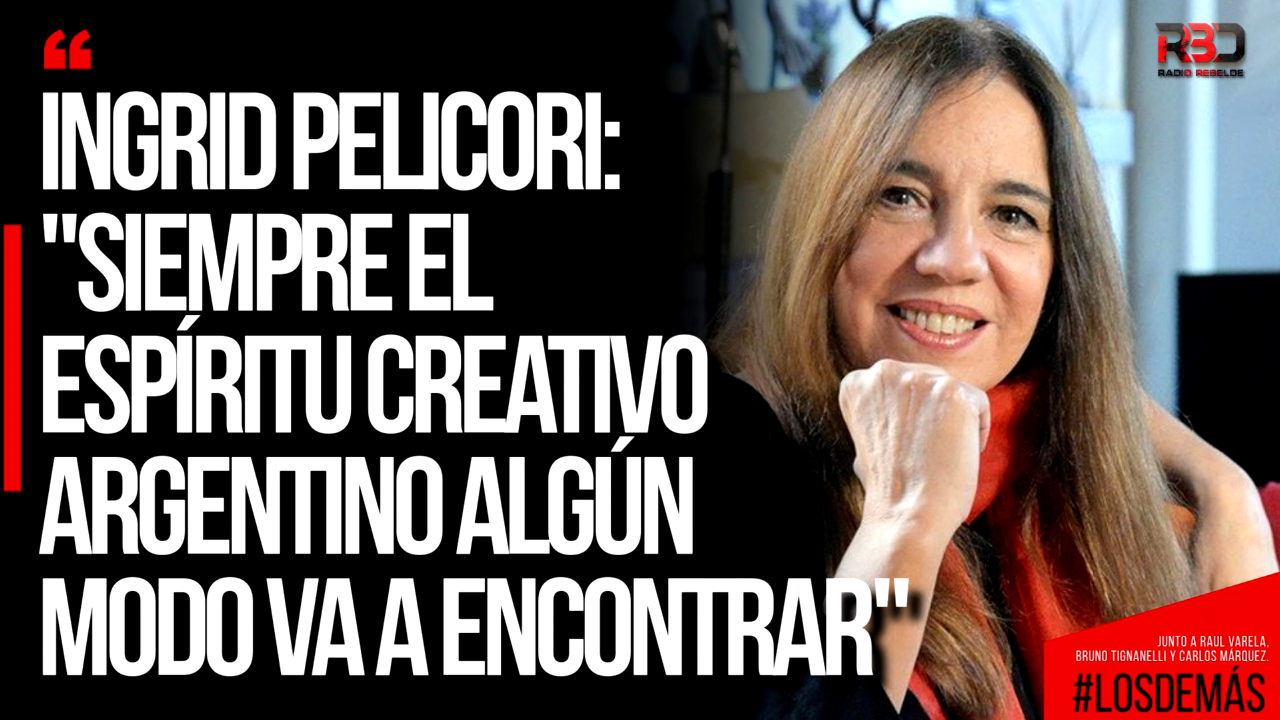 “
INGRID PELICORI:
"SIEMPRE EL
ESPÍRITU CREATIVO
ARGENTINO ALGÚN
MODO VA A ENCONTRAR"
RBD
RADIO REBELDE
JUNTO A RAUL VARELA,
BRUNO TIGNANELLI Y CARLOS MÁRQUEZ.
#LOSDEMÁS